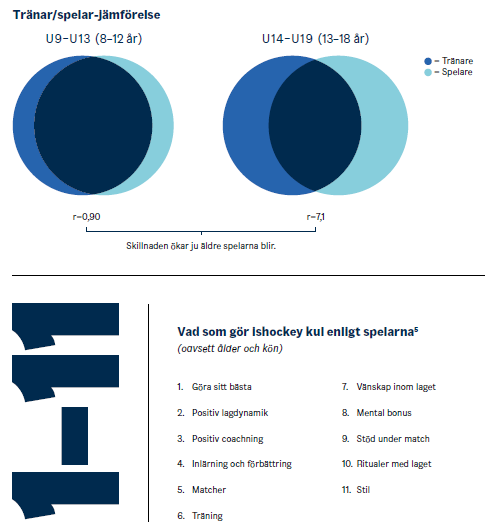 Tränar/spelar-jämförelse
U9–U13 (8–12 år)
U14–U19 (13–18 år)
= Tränare
= Spelare
r=0,90
r=7,1
Skillnaden ökar ju äldre spelarna blir.
Vad som gör ishockey kul enligt spelarna⁵
(oavsett ålder och kön)
1. Göra sitt bästa
2. Positiv lagdynamik
3. Positiv coachning
4. Inlärning och förbättring
5. Matcher
6. Träning
7. Vänskap inom laget
8. Mental bonus
9. Stöd under match
10. Ritualer med laget
11. Stil